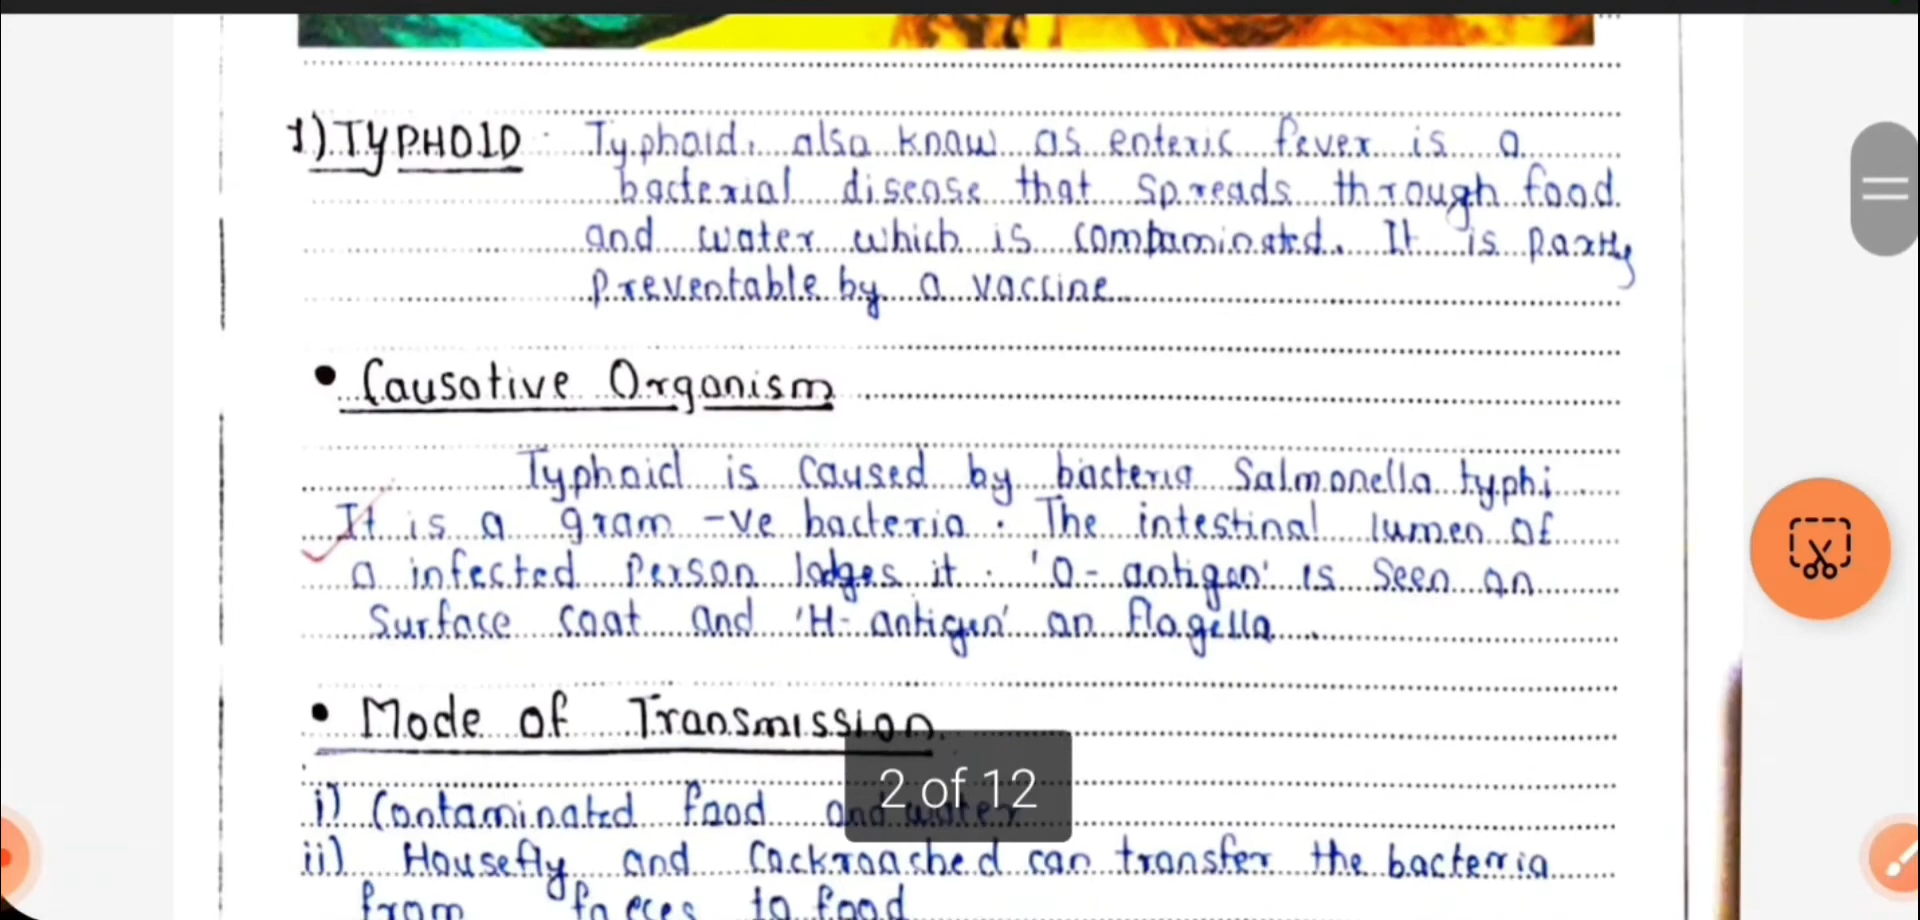 1) TYPHOID : Typhoid, also know as enteric fever is a
bacterial disease that spreads through food
and water which is contaminated. It is partly
preventable by a vaccine
• Causative Organism
Typhoid is caused by bacteria Salmonella typhi
It is a gram -ve bacteria. The intestinal lumen of
a infected Person lodges it. 'O- antigen' is seen on
Surface coat and 'H- antigen' on flagella.
• Mode of Transmission
i) Contaminated food and water
2 of 12
ii) Housefly and Cockroached can transfer the bacteria
from faeces to food